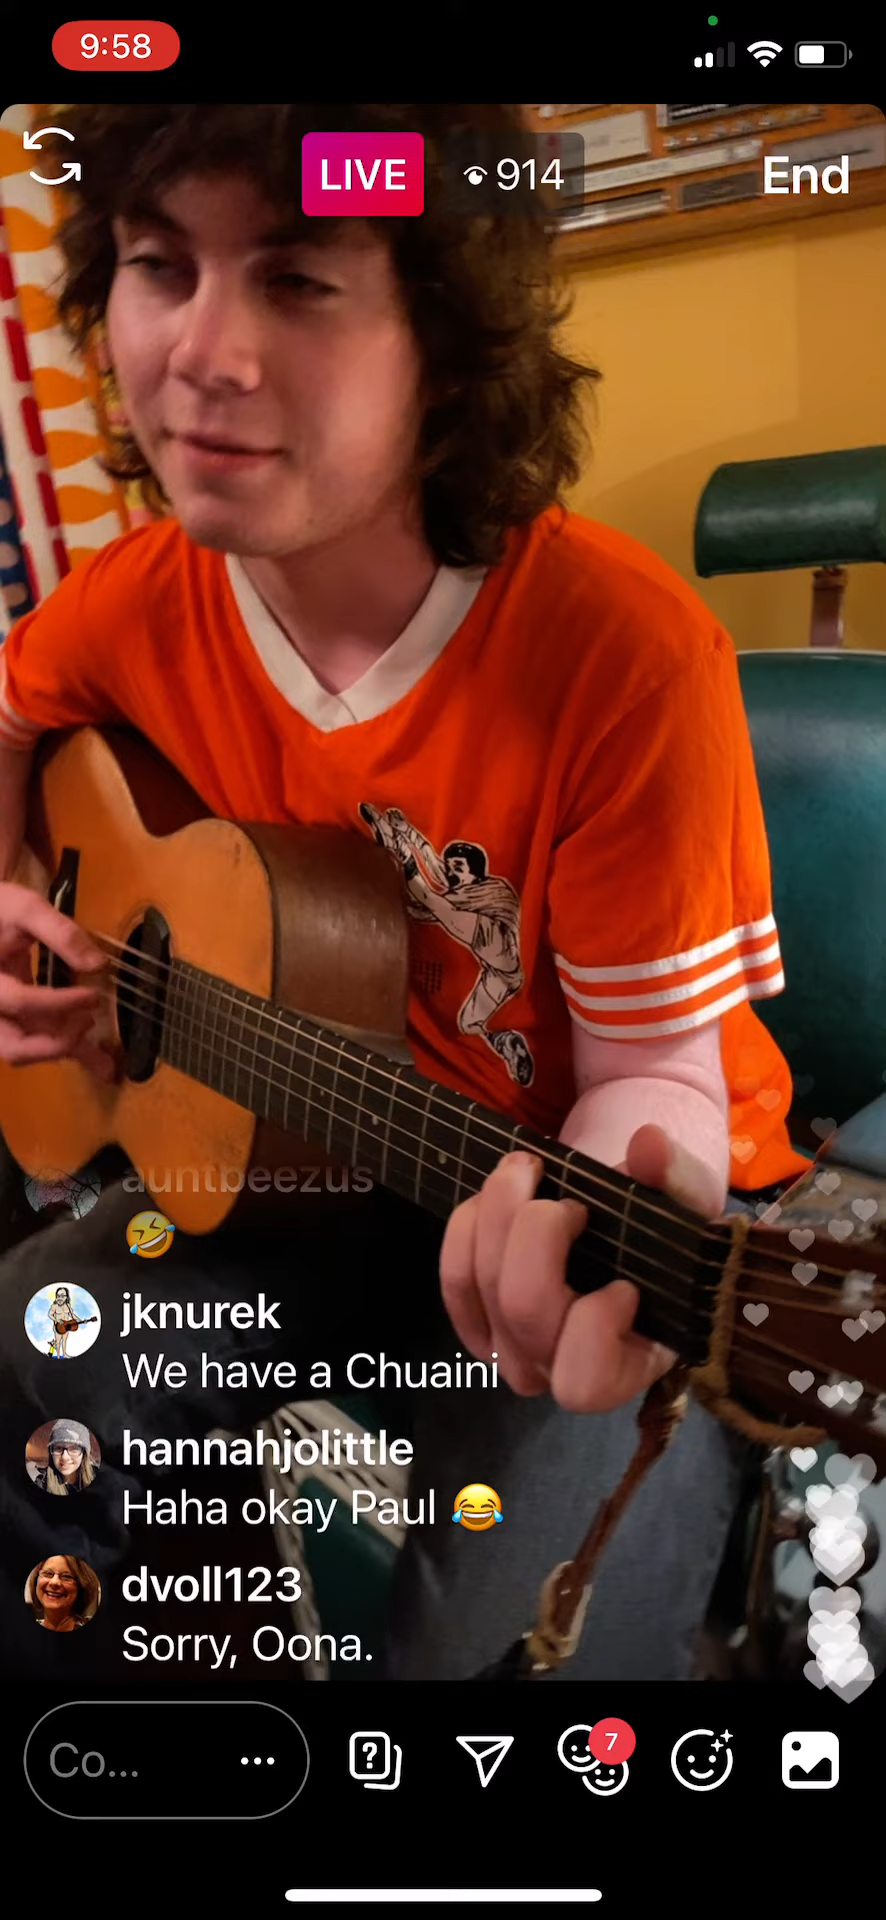 9:58
LIVE
914
End
auntbeezus
🤣
jknurek
We have a Chuaini
hannahjolittle
Haha okay Paul 😂
dvoll123
Sorry, Oona.
Co...
7